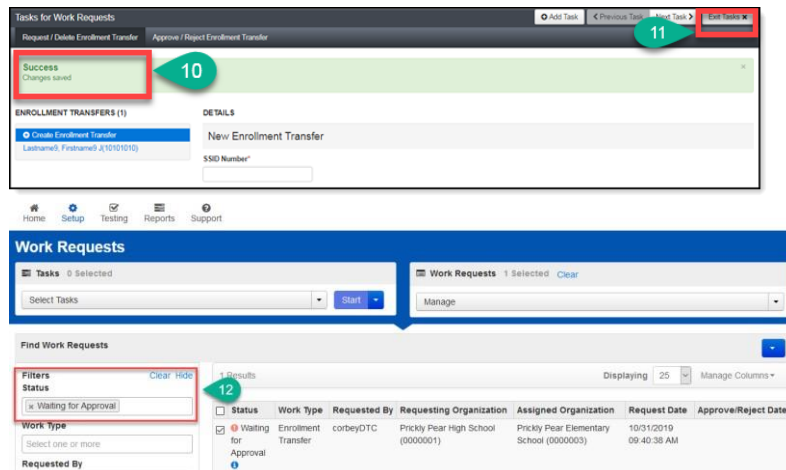 Tasks for Work Requests
Add Task
Previous Task
Next Task
Exit Tasks ×
Request / Delete Enrollment Transfer
Approve / Reject Enrollment Transfer
11
Success
Changes saved
×
10
ENROLLMENT TRANSFERS (1)
DETAILS
Create Enrollment Transfer
New Enrollment Transfer
Lastname9, Firstname9 J(10101010)
SSID Number*
Home
Setup
Testing
Reports
Support
Work Requests
Tasks 0 Selected
Work Requests 1 Selected Clear
Select Tasks
Start
Manage
Find Work Requests
Filters
Clear Hide
1 Results
Displaying 25
Manage Columns
Status
12
× Waiting for Approval
Status Work Type Requested By Requesting Organization Assigned Organization Request Date Approve/Reject Date
Work Type
Select one or more
Requested By
Waiting for Approval
Enrollment Transfer
corbeyDTC
Prickly Pear High School (0000001)
Prickly Pear Elementary School (0000003)
10/31/2019 09:40:38 AM